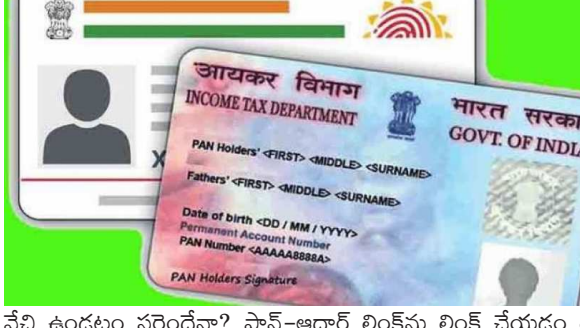 आयकर विभाग
INCOME TAX DEPARTMENT
भारत सरका
GOVT. OF INDIA
PAN Holders' <FIRST> <MIDDLE> <SURNAME>
Fathers' <FIRST> <MIDDLE> <SURNAME>
Date of birth <DD / MM / YYYY>
Permanent Account Number
PAN Number <AAAAA8888A>
PAN Holders Signature
X
వేచి ఉండటం సరైందేనా? పాన్-ఆధార్ లింక్‌ను లింక్ చేయడం